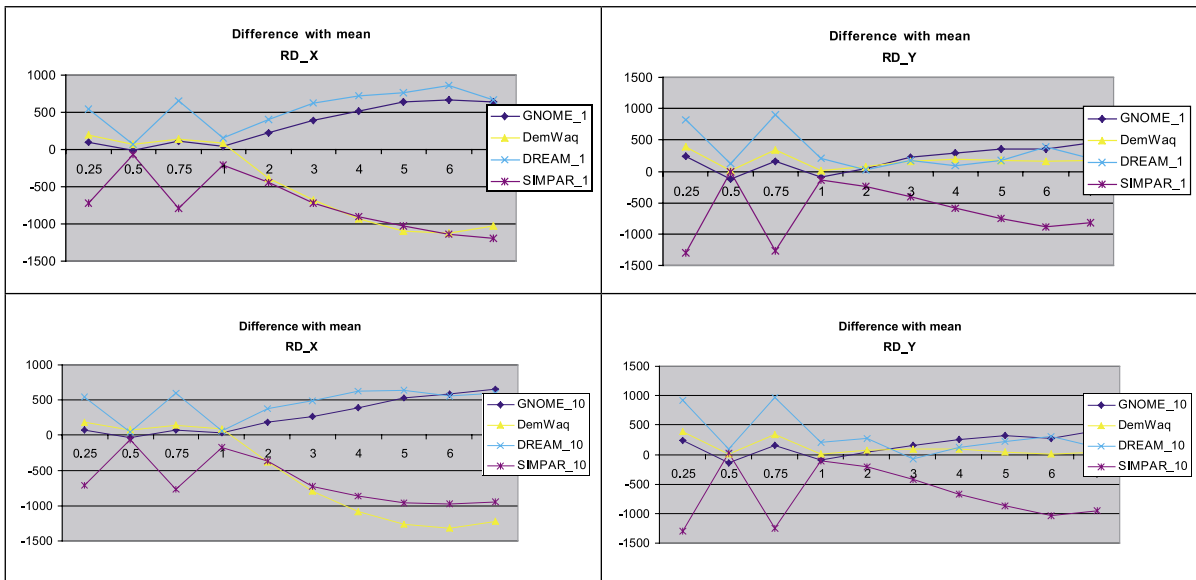 Difference with mean
RD_X
1000
500
0
-500
-1000
-1500
0.25 0.5 0.75 1 2 3 4 5 6
GNOME_1
DemWaq
DREAM_1
SIMPAR_1
Difference with mean
RD_Y
1500
1000
500
0
-500
-1000
-1500
0.25 0.5 0.75 1 2 3 4 5 6
GNOME_1
DemWaq
DREAM_1
SIMPAR_1
Difference with mean
RD_X
1000
500
0
-500
-1000
-1500
0.25 0.5 0.75 1 2 3 4 5 6
GNOME_10
DemWaq
DREAM_10
SIMPAR_10
Difference with mean
RD_Y
1500
1000
500
0
-500
-1000
-1500
0.25 0.5 0.75 1 2 3 4 5 6
GNOME_10
DemWaq
DREAM_10
SIMPAR_10